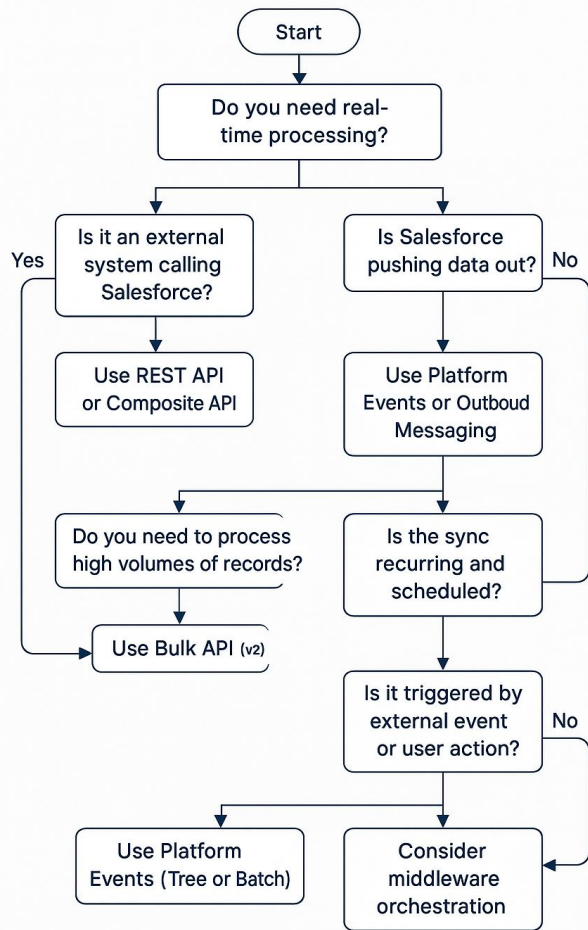 Start
Do you need real-
time processing?
Is it an external
system calling
Salesforce?
Yes
Is Salesforce
pushing data out?
No
Use REST API
or Composite API
Use Platform
Events or Outboud
Messaging
Do you need to process
high volumes of records?
Is the sync
recurring and
scheduled?
Use Bulk API (v2)
Is it triggered by
external event
or user action?
No
Use Platform
Events (Tree or Batch)
Consider
middleware
orchestration